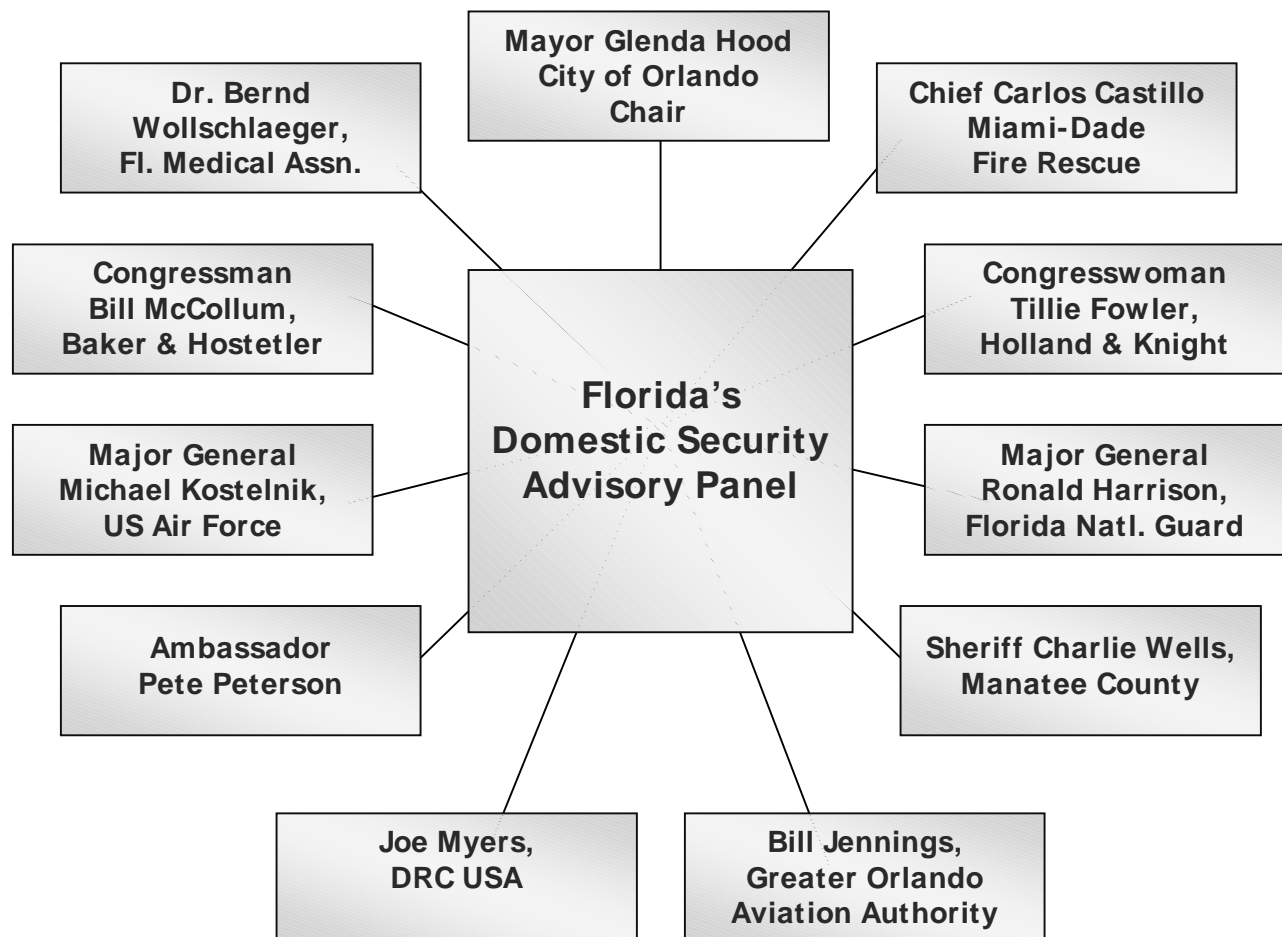 Mayor Glenda Hood
City of Orlando
Chair
Dr. Bernd
Wollschlaeger,
Fl. Medical Assn.
Chief Carlos Castillo
Miami-Dade
Fire Rescue
Congressman
Bill McCollum,
Baker & Hostetler
Congresswoman
Tillie Fowler,
Holland & Knight
Florida’s
Domestic Security
Advisory Panel
Major General
Michael Kostelnik,
US Air Force
Major General
Ronald Harrison,
Florida Natl. Guard
Ambassador
Pete Peterson
Sheriff Charlie Wells,
Manatee County
Joe Myers,
DRC USA
Bill Jennings,
Greater Orlando
Aviation Authority